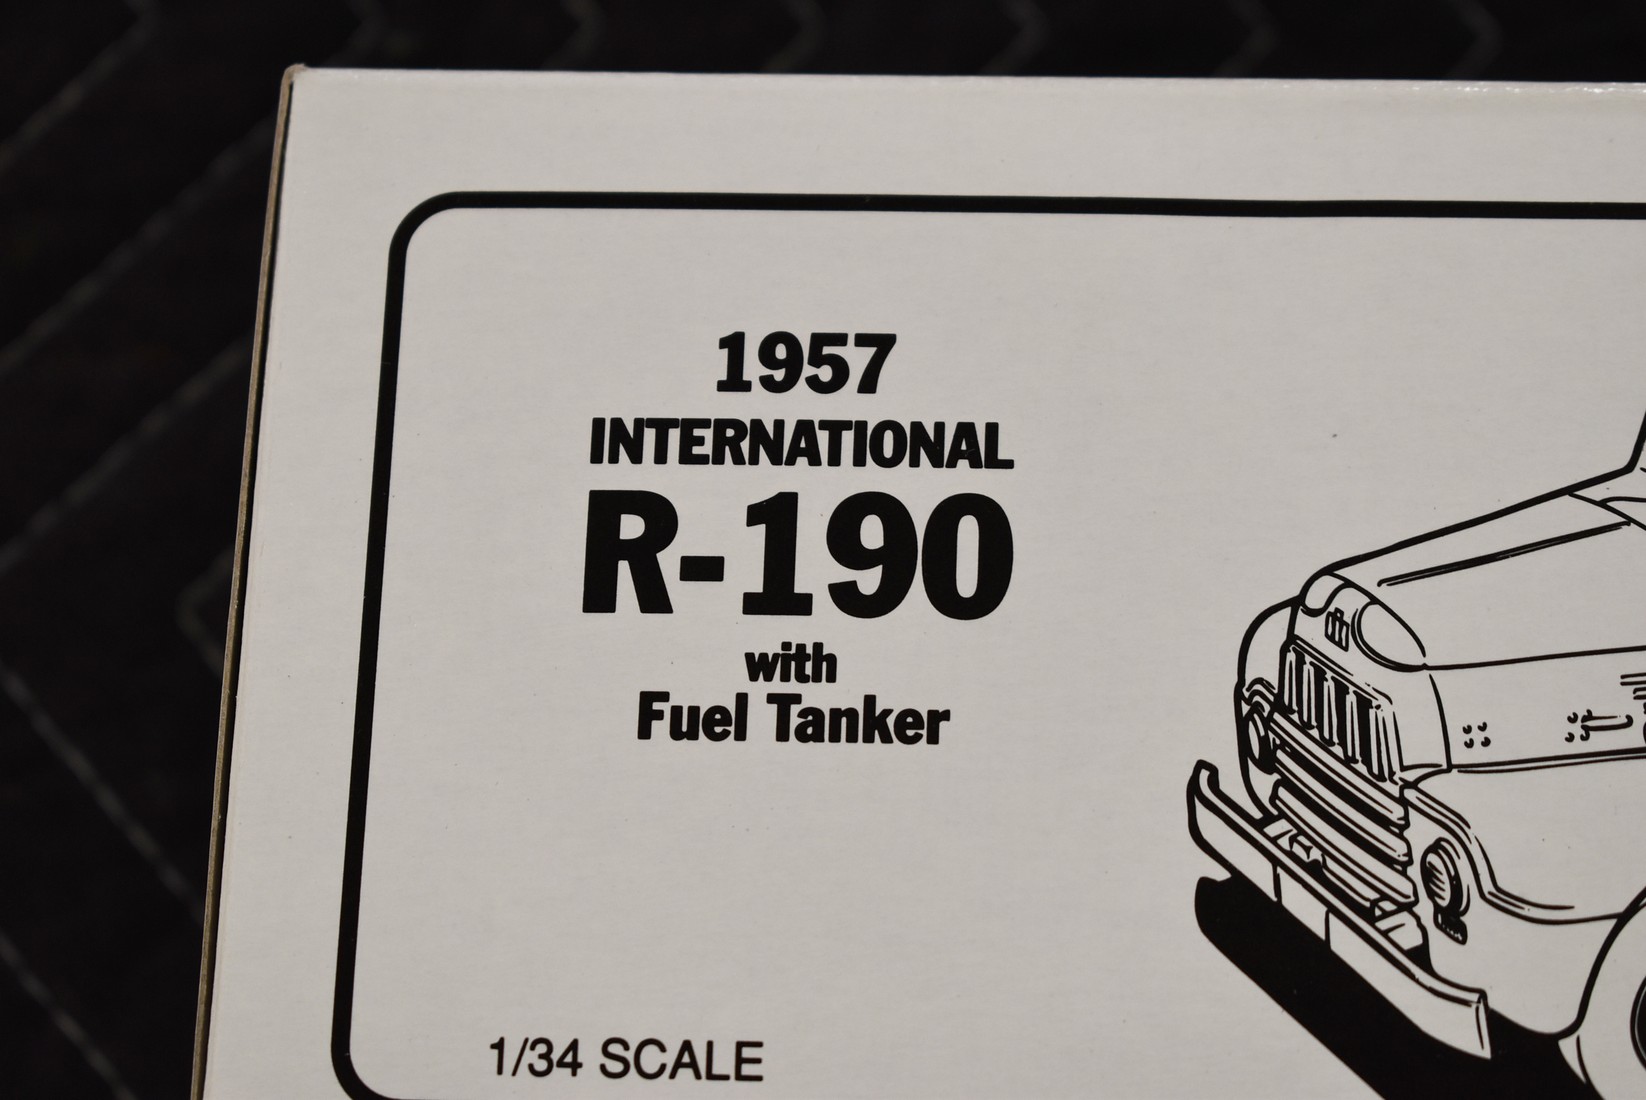 1957
INTERNATIONAL
R-190
with
Fuel Tanker
1/34 SCALE